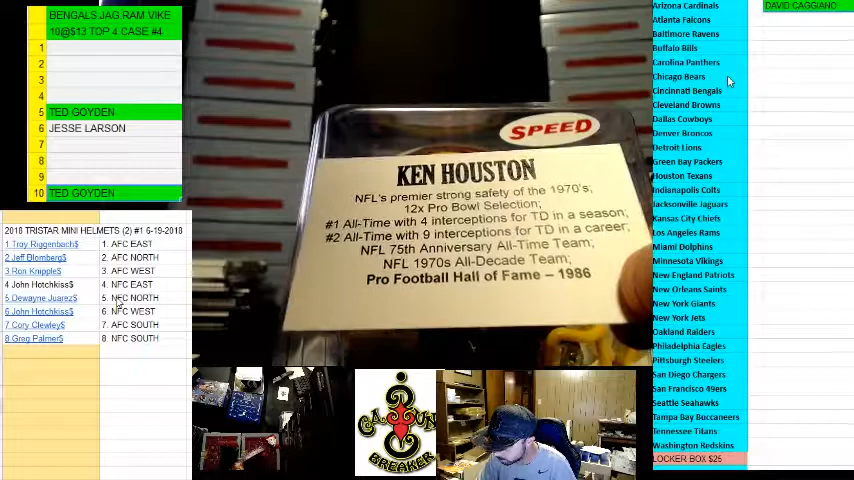 BENGALS.JAG.RAM.VIKE
10@$13 TOP 4 CASE #4
1
2
3
4
5 TED GOYDEN
6 JESSE LARSON
7
8
9
10 TED GOYDEN
2018 TRISTAR MINI HELMETS (2) #1 6-19-2018
1 Troy Riggenbach$ 1. AFC EAST
2 Jeff Blomberg$ 2. AFC NORTH
3 Ron Knipple$ 3. AFC WEST
4 John Hotchkiss$ 4. NFC EAST
5 Dewayne Juarez$ 5. NFC NORTH
6 John Hotchkiss$ 6. NFC WEST
7 Cory Clewley$ 7. AFC SOUTH
8 Greg Palmer$ 8. NFC SOUTH
SPEED
KEN HOUSTON
NFL's premier strong safety of the 1970's;
12x Pro Bowl Selection;
#1 All-Time with 4 interceptions for TD in a season;
#2 All-Time with 9 interceptions for TD in a career;
NFL 75th Anniversary All-Time Team;
NFL 1970s All-Decade Team;
Pro Football Hall of Fame – 1986
CAJUN
BREAKER
Arizona Cardinals
Atlanta Falcons
Baltimore Ravens
Buffalo Bills
Carolina Panthers
Chicago Bears
Cincinnati Bengals
Cleveland Browns
Dallas Cowboys
Denver Broncos
Detroit Lions
Green Bay Packers
Houston Texans
Indianapolis Colts
Jacksonville Jaguars
Kansas City Chiefs
Los Angeles Rams
Miami Dolphins
Minnesota Vikings
New England Patriots
New Orleans Saints
New York Giants
New York Jets
Oakland Raiders
Philadelphia Eagles
Pittsburgh Steelers
San Diego Chargers
San Francisco 49ers
Seattle Seahawks
Tampa Bay Buccaneers
Tennessee Titans
Washington Redskins
LOCKER BOX $25
DAVID CAGGIANO